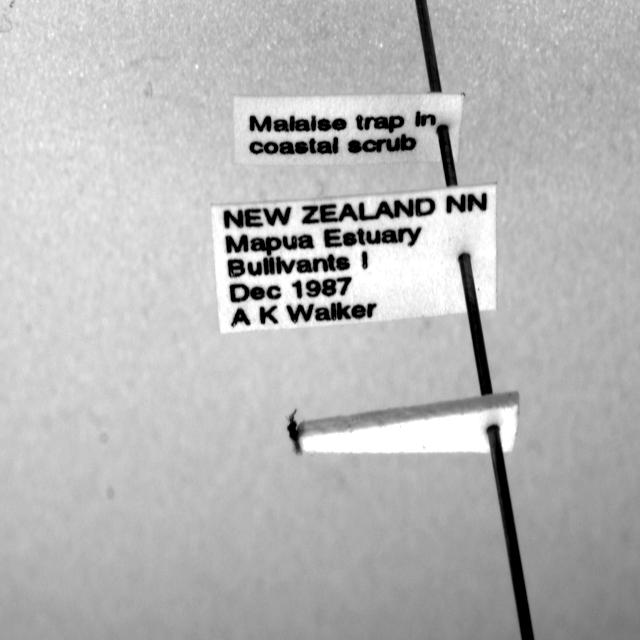 Malaise trap in
coastal scrub
NEW ZEALAND NN
Mapua Estuary
Bullivants I
Dec 1987
A K Walker